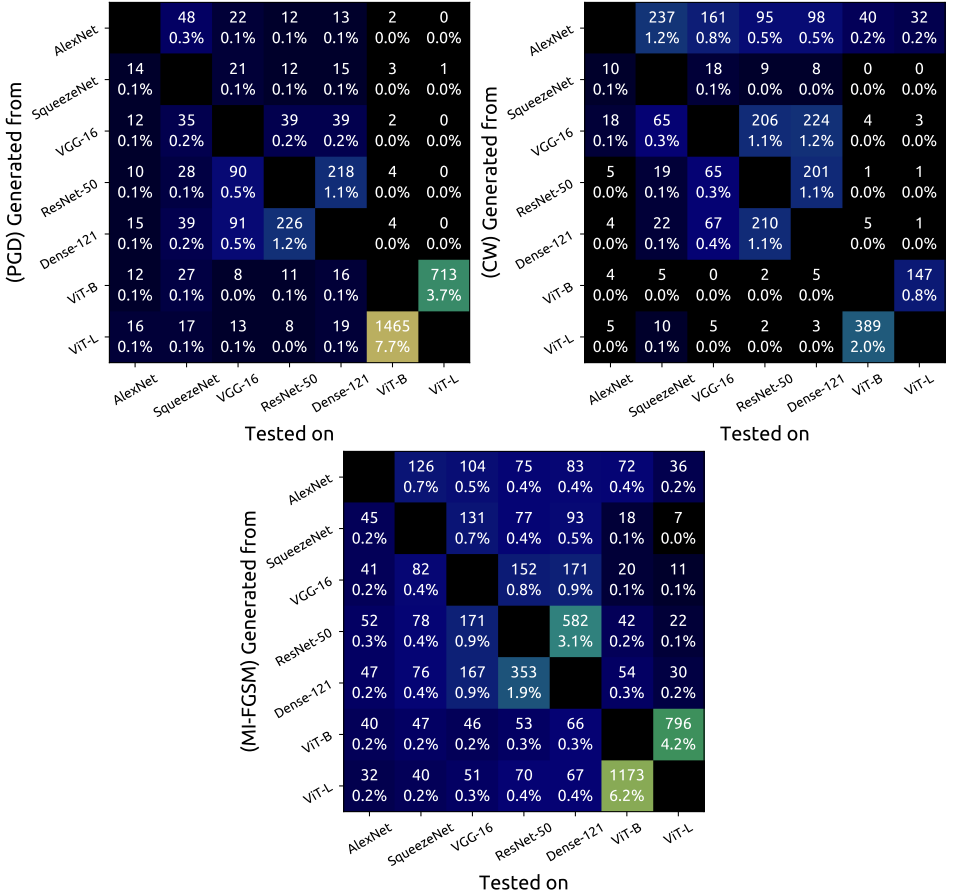 (PGD) Generated from
AlexNet 48 22 12 13 2 0
0.3% 0.1% 0.1% 0.1% 0.0% 0.0%
SqueezeNet 14 21 12 15 3 1
0.1% 0.1% 0.1% 0.1% 0.0% 0.0%
VGG-16 12 35 39 39 2 0
0.1% 0.2% 0.2% 0.2% 0.0% 0.0%
ResNet-50 10 28 90 218 4 0
0.1% 0.1% 0.5% 1.1% 0.0% 0.0%
Dense-121 15 39 91 226 4 0
0.1% 0.2% 0.5% 1.2% 0.0% 0.0%
ViT-B 12 27 8 11 16 713
0.1% 0.1% 0.0% 0.1% 0.1% 3.7%
ViT-L 16 17 13 8 19 1465
0.1% 0.1% 0.1% 0.0% 0.1% 7.7%
AlexNet SqueezeNet VGG-16 ResNet-50 Dense-121 ViT-B ViT-L
Tested on
(CW) Generated from
AlexNet 237 161 95 98 40 32
1.2% 0.8% 0.5% 0.5% 0.2% 0.2%
SqueezeNet 10 18 9 8 0 0
0.1% 0.1% 0.0% 0.0% 0.0% 0.0%
VGG-16 18 65 206 224 4 3
0.1% 0.3% 1.1% 1.2% 0.0% 0.0%
ResNet-50 5 19 65 201 1 1
0.0% 0.1% 0.3% 1.1% 0.0% 0.0%
Dense-121 4 22 67 210 5 1
0.0% 0.1% 0.4% 1.1% 0.0% 0.0%
ViT-B 4 5 0 2 5 147
0.0% 0.0% 0.0% 0.0% 0.0% 0.8%
ViT-L 5 10 5 2 3 389
0.0% 0.1% 0.0% 0.0% 0.0% 2.0%
AlexNet SqueezeNet VGG-16 ResNet-50 Dense-121 ViT-B ViT-L
Tested on
(MI-FGSM) Generated from
AlexNet 126 104 75 83 72 36
0.7% 0.5% 0.4% 0.4% 0.4% 0.2%
SqueezeNet 45 131 77 93 18 7
0.2% 0.7% 0.4% 0.5% 0.1% 0.0%
VGG-16 41 82 152 171 20 11
0.2% 0.4% 0.8% 0.9% 0.1% 0.1%
ResNet-50 52 78 171 582 42 22
0.3% 0.4% 0.9% 3.1% 0.2% 0.1%
Dense-121 47 76 167 353 54 30
0.2% 0.4% 0.9% 1.9% 0.3% 0.2%
ViT-B 40 47 46 53 66 796
0.2% 0.2% 0.2% 0.3% 0.3% 4.2%
ViT-L 32 40 51 70 67 1173
0.2% 0.2% 0.3% 0.4% 0.4% 6.2%
AlexNet SqueezeNet VGG-16 ResNet-50 Dense-121 ViT-B ViT-L
Tested on